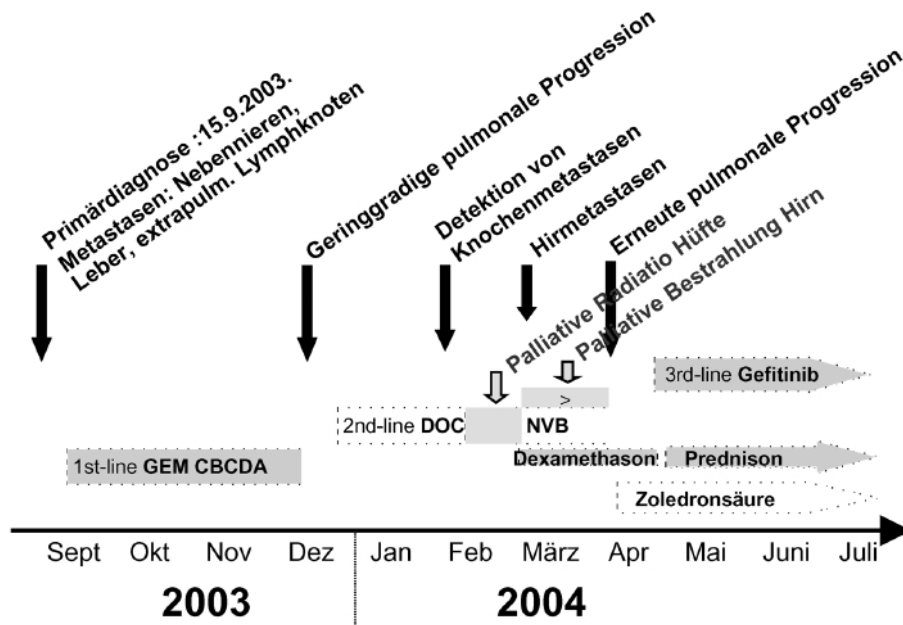 Primärdiagnose :15.9.2003.
Metastasen: Nebennieren,
Leber, extrapulm. Lymphknoten
Geringgradige pulmonale Progression
Detektion von
Knochenmetastasen
Hirnmetastasen
Erneute pulmonale Progression
Palliative Radiatio Hüfte
Palliative Bestrahlung Hirn
3rd-line Gefitinib
>
2nd-line DOC
NVB
1st-line GEM CBCDA
Dexamethason
Prednison
Zoledronsäure
Sept Okt Nov Dez Jan Feb März Apr Mai Juni Juli
2003 2004